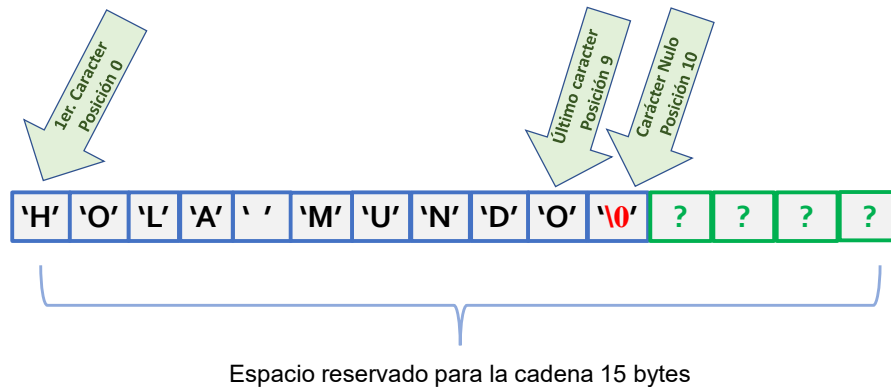 1er. Caracter
Posición 0
Último caracter
Posición 9
Carácter Nulo
Posición 10
‘H’ ‘O’ ‘L’ ‘A’ ‘ ’ ‘M’ ‘U’ ‘N’ ‘D’ ‘O’ ‘\0’ ? ? ? ?
Espacio reservado para la cadena 15 bytes